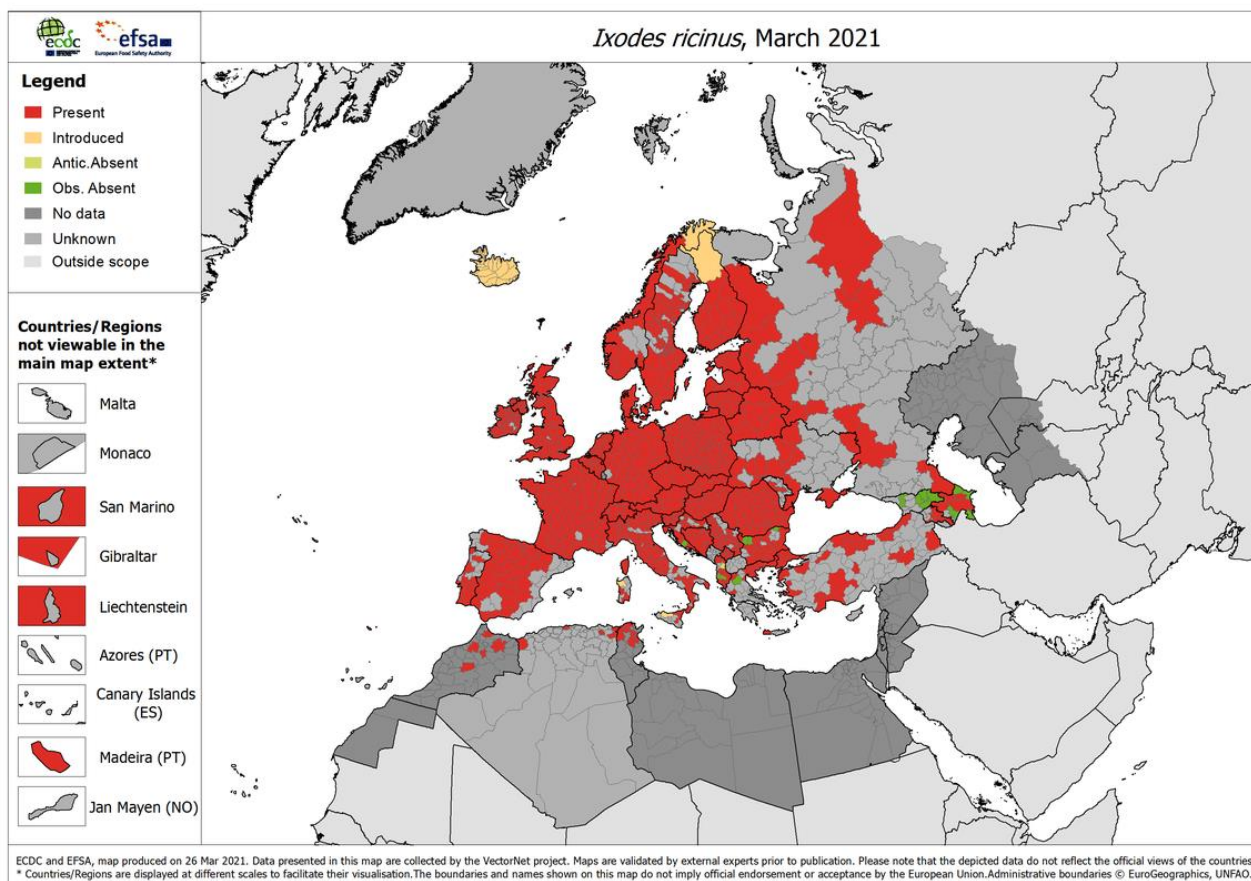 ecdc
efsa
European Food Safety Authority
Ixodes ricinus, March 2021
Legend
Present
Introduced
Antic.Absent
Obs. Absent
No data
Unknown
Outside scope
Countries/Regions
not viewable in the
main map extent*
Malta
Monaco
San Marino
Gibraltar
Liechtenstein
Azores (PT)
Canary Islands
(ES)
Madeira (PT)
Jan Mayen (NO)
ECDC and EFSA, map produced on 26 Mar 2021. Data presented in this map are collected by the VectorNet project. Maps are validated by external experts prior to publication. Please note that the depicted data do not reflect the official views of the countries
* Countries/Regions are displayed at different scales to facilitate their visualisation.The boundaries and names shown on this map do not imply official endorsement or acceptance by the European Union.Administrative boundaries © EuroGeographics, UNFAO.